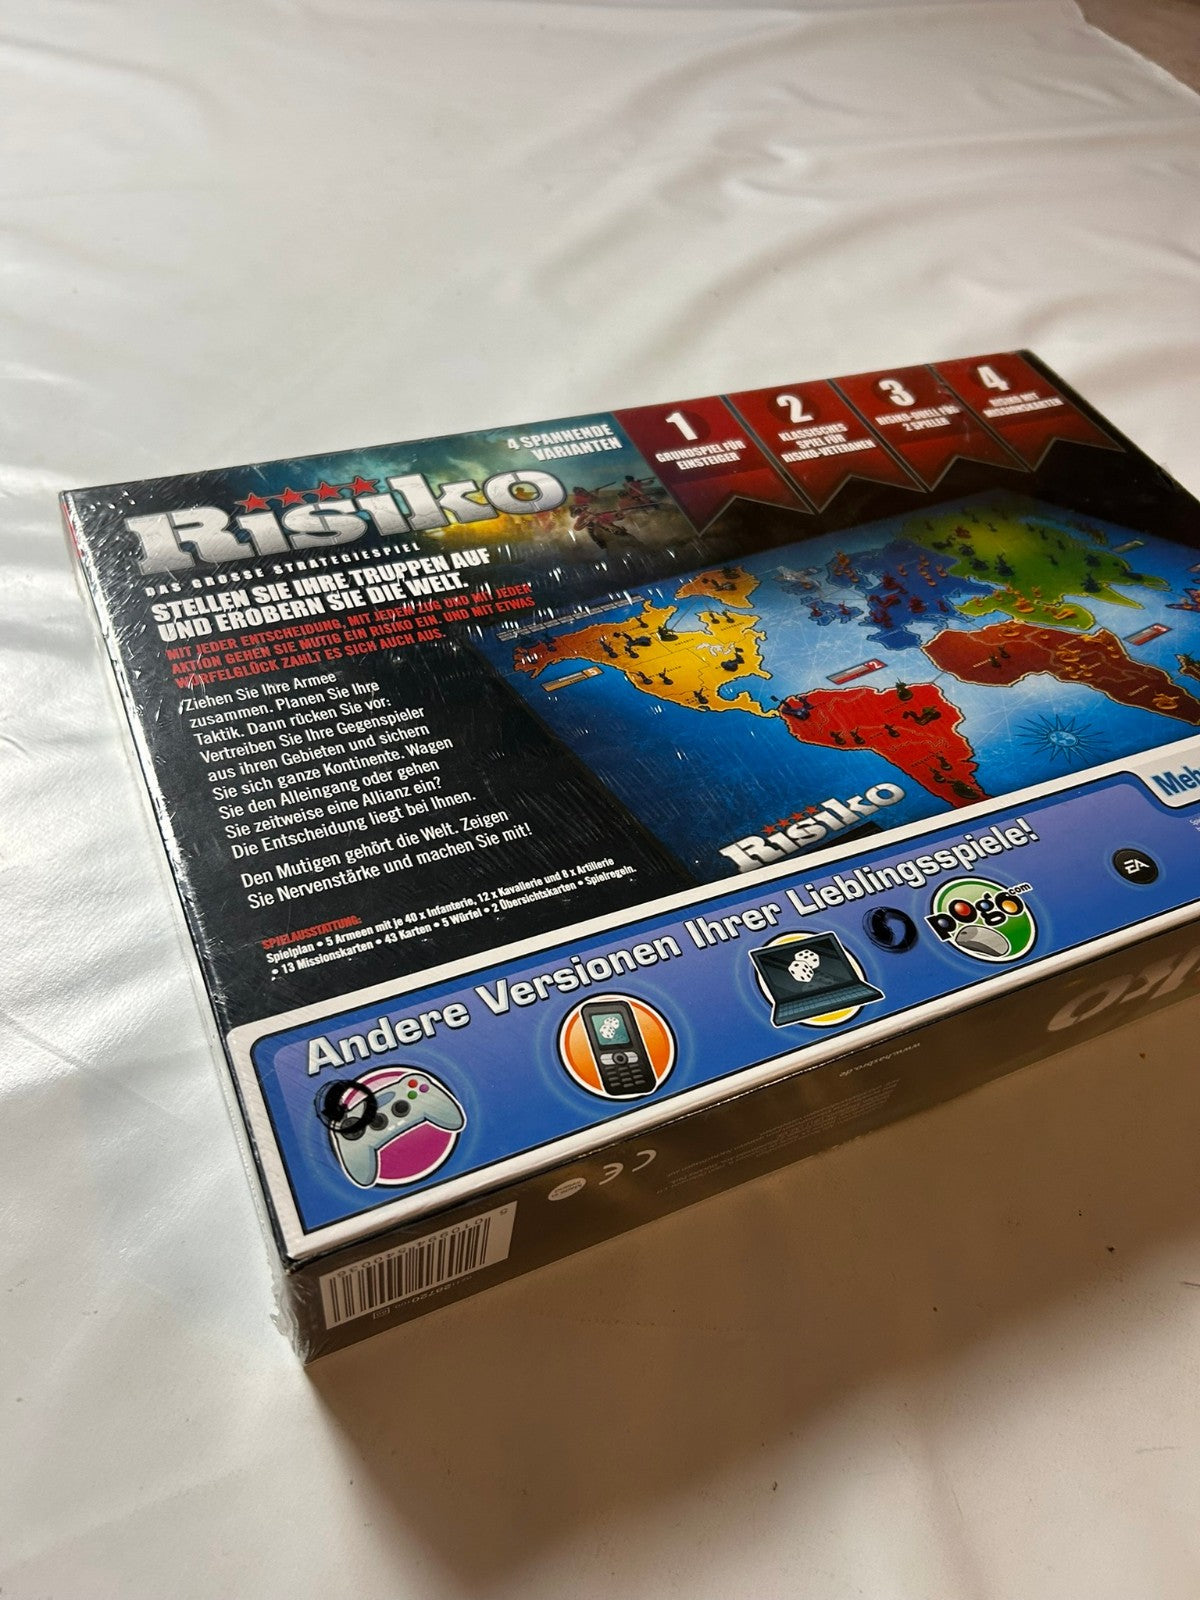 4 SPANNENDE
VARIANTEN
1
GRUNDSPIEL FÜR
EINSTEIGER
2
KLASSISCHES
SPIEL FÜR
RISIKO-VETERANEN
3
RISIKO-DUELL FÜR
2 SPIELER
4
RISIKO MIT
MISSIONSKARTEN
Risiko
DAS GROSSE STRATEGIESPIEL
STELLEN SIE IHRE TRUPPEN AUF
UND EROBERN SIE DIE WELT.
MIT JEDER ENTSCHEIDUNG, MIT JEDEM ZUG UND MIT JEDER
AKTION GEHEN SIE MUTIG EIN RISIKO EIN. UND MIT ETWAS
WÜRFELGLÜCK ZAHLT ES SICH AUCH AUS.
Ziehen Sie Ihre Armee
zusammen. Planen Sie Ihre
Taktik. Dann rücken Sie vor:
Vertreiben Sie Ihre Gegenspieler
aus ihren Gebieten und sichern
Sie sich ganze Kontinente. Wagen
Sie den Alleingang oder gehen
Sie zeitweise eine Allianz ein?
Die Entscheidung liegt bei Ihnen.
Den Mutigen gehört die Welt. Zeigen
Sie Nervenstärke und machen Sie mit!
SPIELAUSSTATTUNG:
Spielplan • 5 Armeen mit je 40 x Infanterie, 12 x Kavallerie und 8 x Artillerie
• 13 Missionskarten • 43 Karten • 5 Würfel • 2 Übersichtskarten • Spielregeln.
Risiko
Meh
Andere Versionen Ihrer Lieblingsspiele!
pogo.com
EA
www.hasbro.de
CE
5 010994 540036